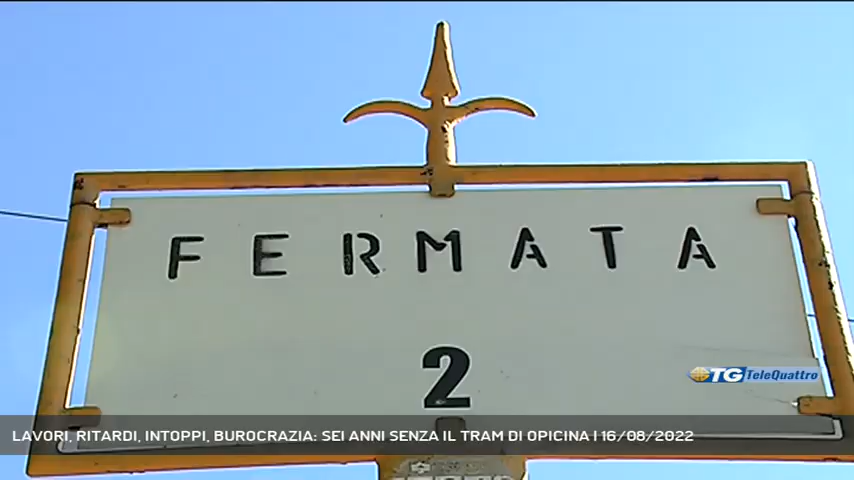 FERMATA
2
TG TeleQuattro
LAVORI, RITARDI, INTOPPI, BUROCRAZIA: SEI ANNI SENZA IL TRAM DI OPICINA | 16/08/2022